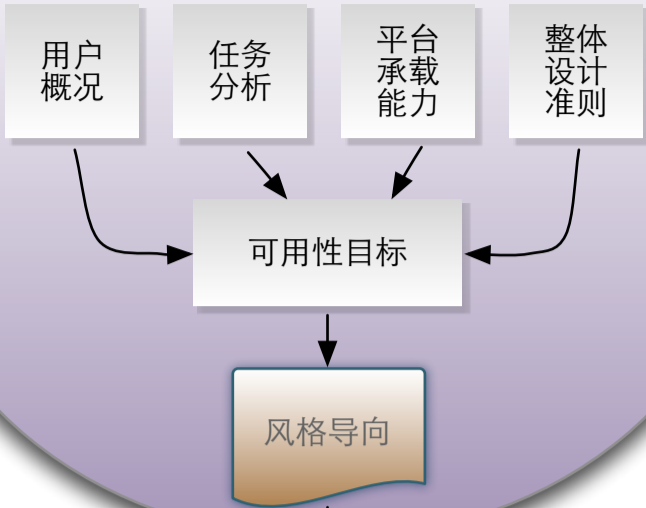 用户
概况
任务
分析
平台
承载
能力
整体
设计
准则
可用性目标
风格导向